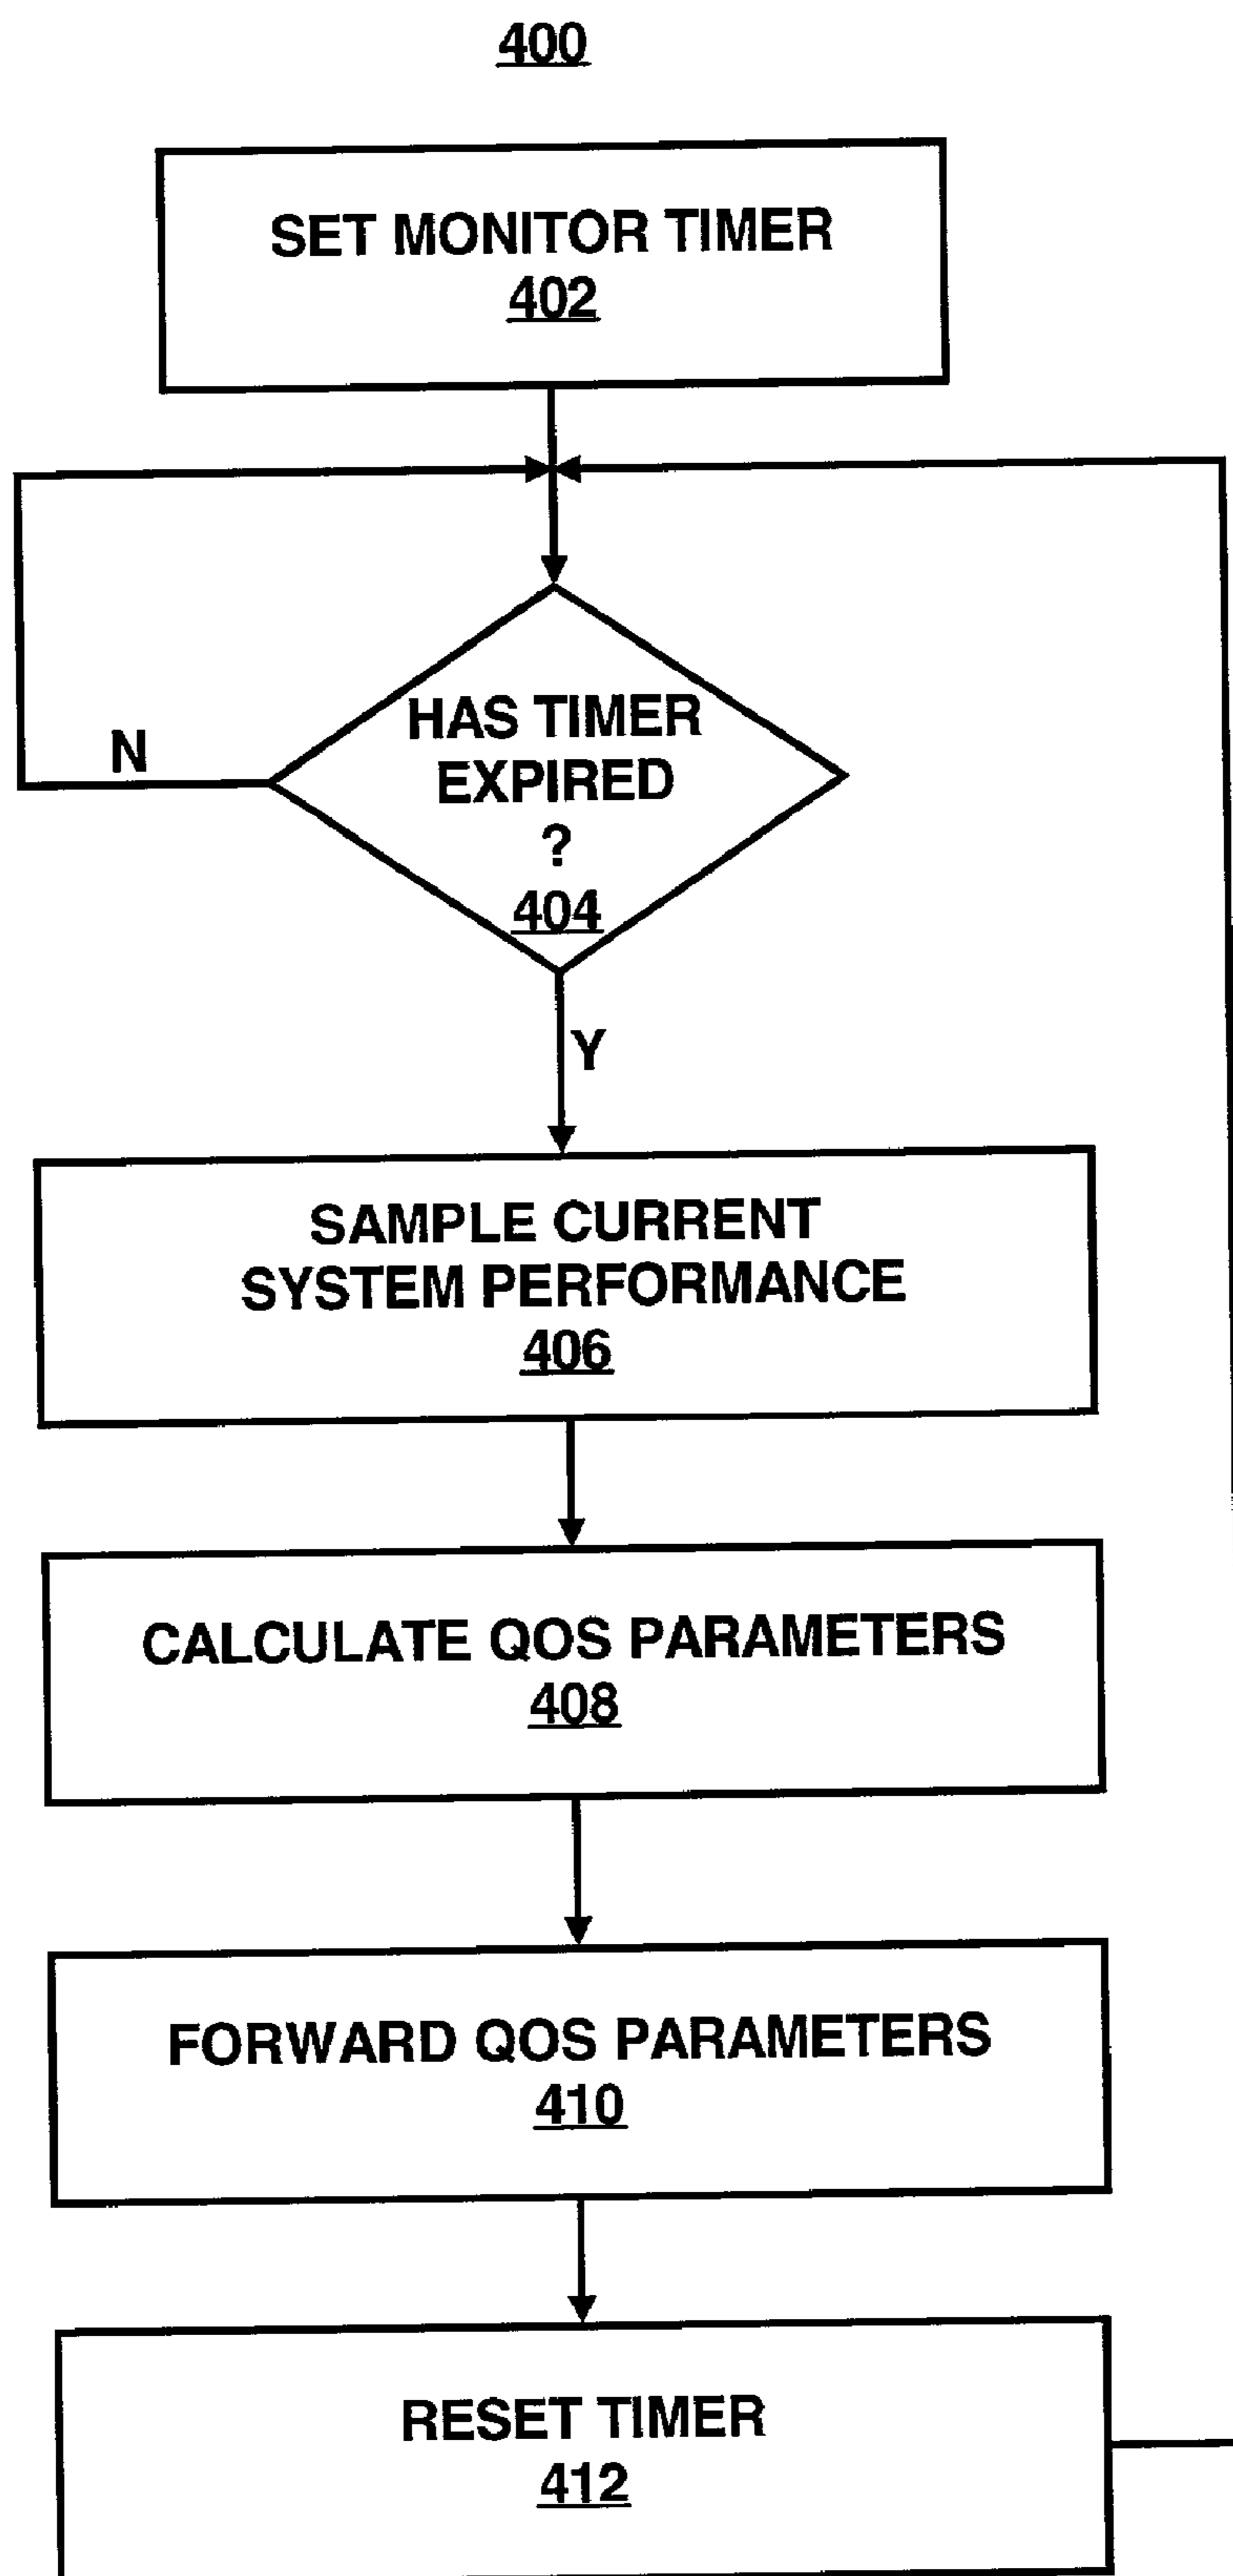 400
SET MONITOR TIMER
402
HAS TIMER
EXPIRED
?
404
N
Y
SAMPLE CURRENT
SYSTEM PERFORMANCE
406
CALCULATE QOS PARAMETERS
408
FORWARD QOS PARAMETERS
410
RESET TIMER
412